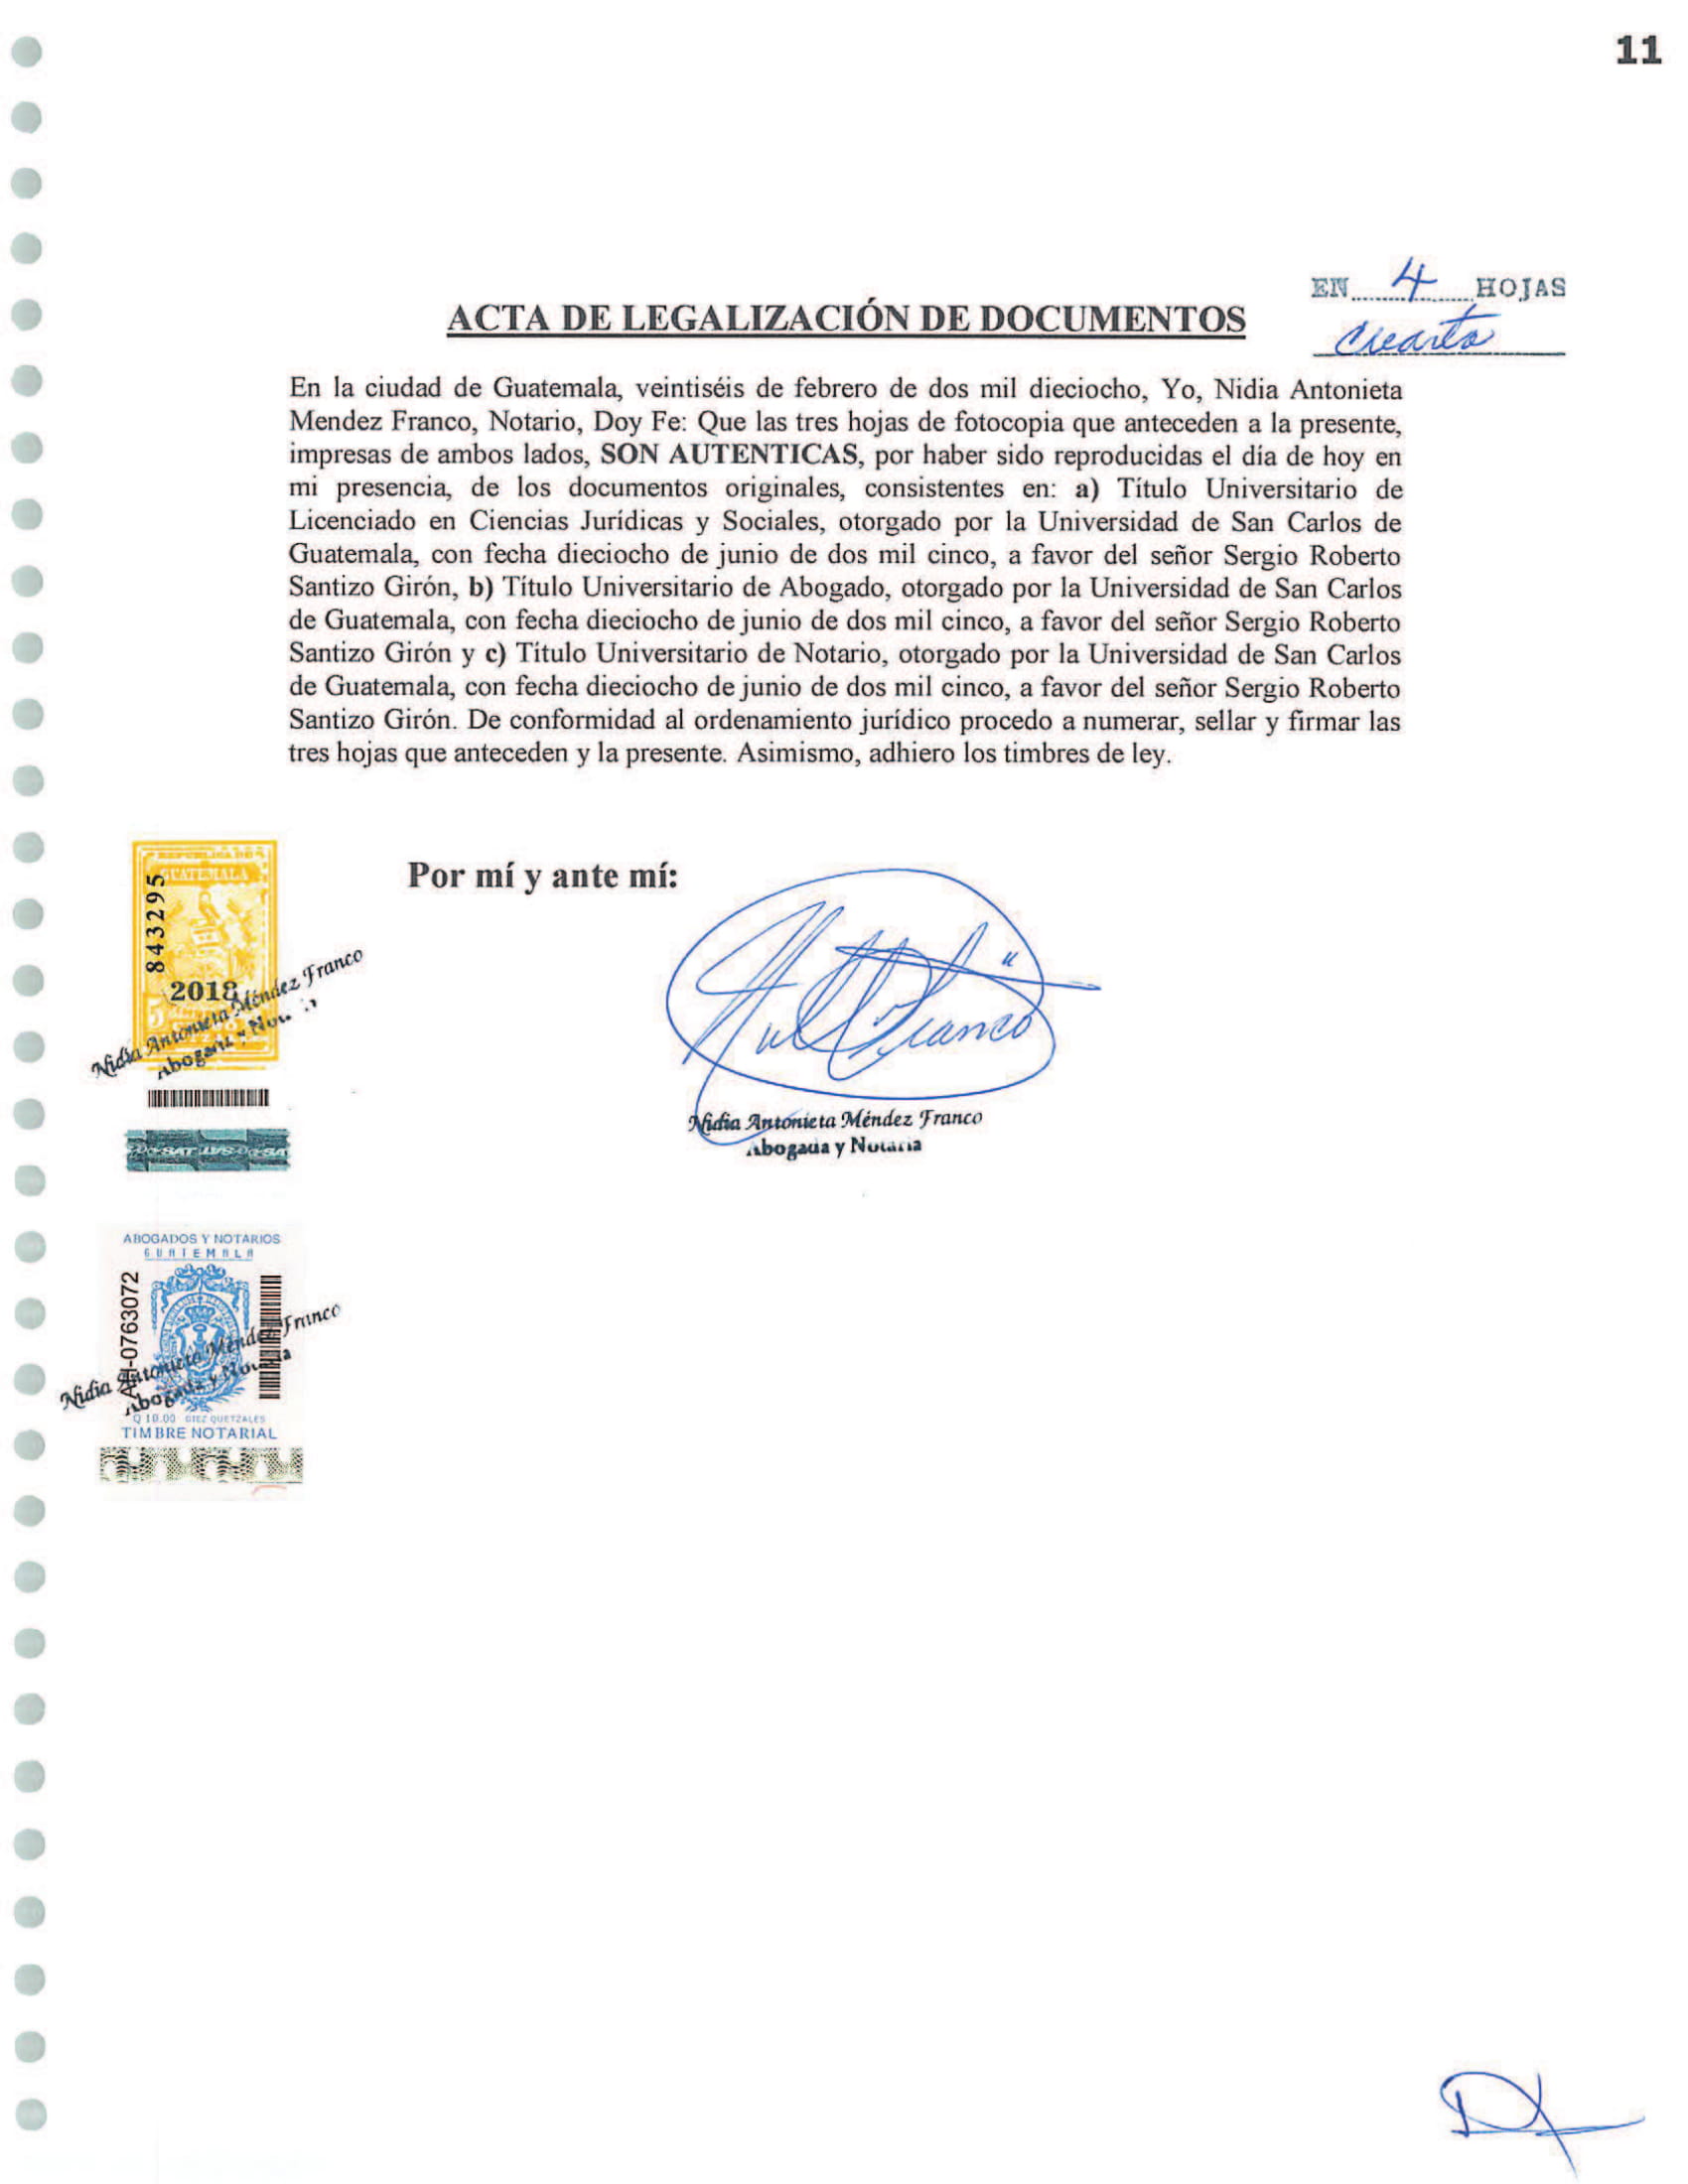 11
EN 4 HOJAS
ACTA DE LEGALIZACIÓN DE DOCUMENTOS
En la ciudad de Guatemala, veintiséis de febrero de dos mil dieciocho, Yo, Nidia Antonieta
Mendez Franco, Notario, Doy Fe: Que las tres hojas de fotocopia que anteceden a la presente,
impresas de ambos lados, SON AUTENTICAS, por haber sido reproducidas el día de hoy en
mi presencia, de los documentos originales, consistentes en: a) Título Universitario de
Licenciado en Ciencias Jurídicas y Sociales, otorgado por la Universidad de San Carlos de
Guatemala, con fecha dieciocho de junio de dos mil cinco, a favor del señor Sergio Roberto
Santizo Girón, b) Título Universitario de Abogado, otorgado por la Universidad de San Carlos
de Guatemala, con fecha dieciocho de junio de dos mil cinco, a favor del señor Sergio Roberto
Santizo Girón y c) Título Universitario de Notario, otorgado por la Universidad de San Carlos
de Guatemala, con fecha dieciocho de junio de dos mil cinco, a favor del señor Sergio Roberto
Santizo Girón. De conformidad al ordenamiento jurídico procedo a numerar, sellar y firmar las
tres hojas que anteceden y la presente. Asimismo, adhiero los timbres de ley.
Por mí y ante mí:
GUATEMALA
843295
2018
Nidia Antonieta Méndez Franco
Nidia Antonieta Méndez Franco
Abogada y Notaria
ABOGADOS Y NOTARIOS
GUATEMALA
Nidia Antonieta Méndez Franco
Abogada y Notaria
Q 10.00 DIEZ QUETZALES
TIMBRE NOTARIAL